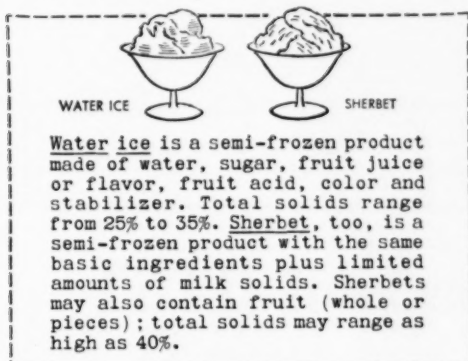 WATER ICE
SHERBET
Water ice is a semi-frozen product
made of water, sugar, fruit juice
or flavor, fruit acid, color and
stabilizer. Total solids range
from 25% to 35%. Sherbet, too, is a
semi-frozen product with the same
basic ingredients plus limited
amounts of milk solids. Sherbets
may also contain fruit (whole or
pieces); total solids may range as
high as 40%.